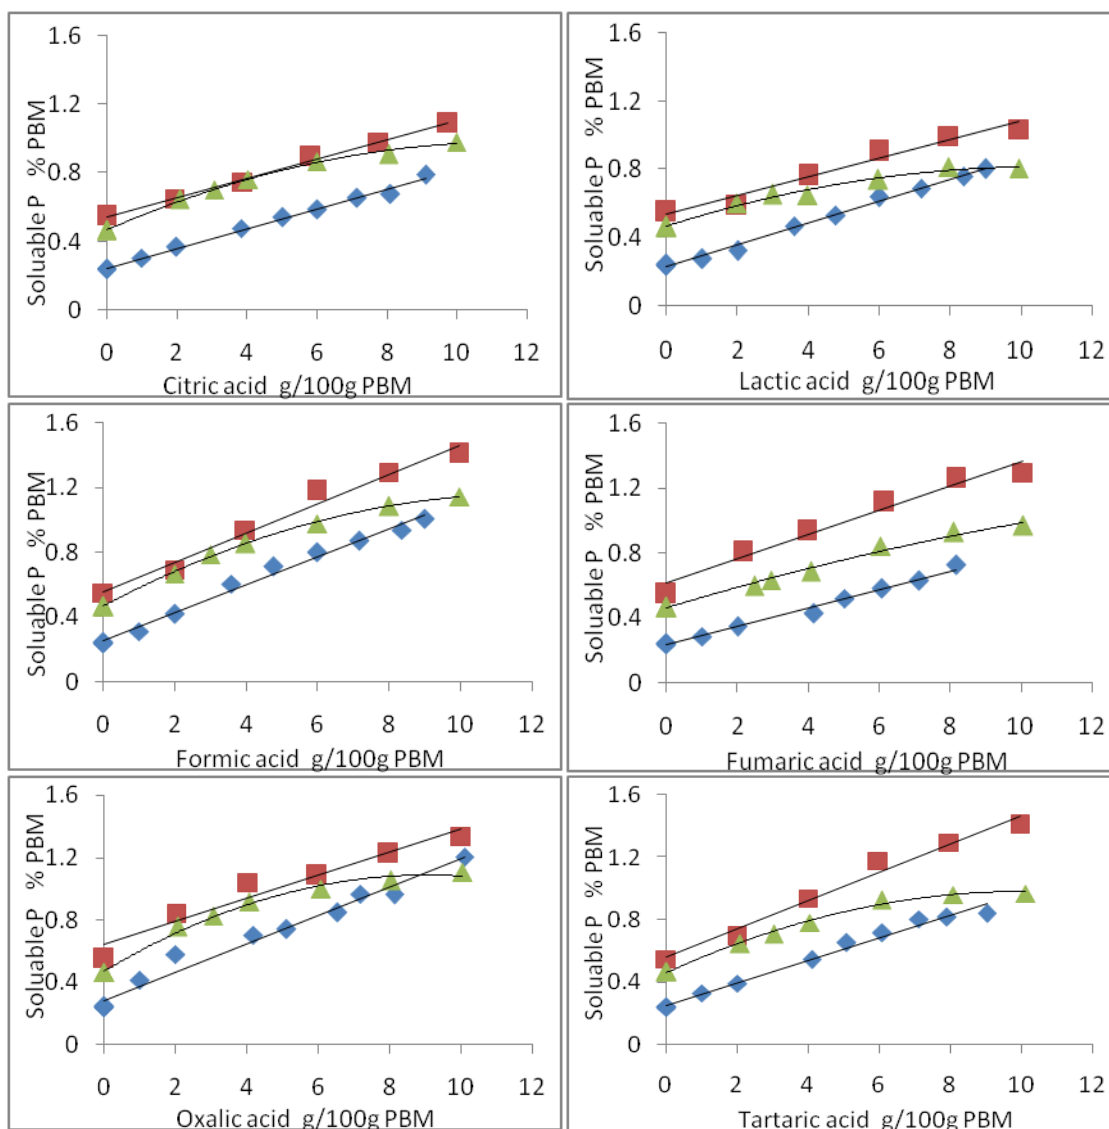 1.6
1.2
0.8
0.4
0
Soluable P % PBM
0 2 4 6 8 10 12
Citric acid g/100g PBM
1.6
1.2
0.8
0.4
0
Soluable P % PBM
0 2 4 6 8 10 12
Lactic acid g/100g PBM
1.6
1.2
0.8
0.4
0
Soluable P % PBM
0 2 4 6 8 10 12
Formic acid g/100g PBM
1.6
1.2
0.8
0.4
0
Soluable P % PBM
0 2 4 6 8 10 12
Fumaric acid g/100g PBM
1.6
1.2
0.8
0.4
0
Soluable P % PBM
0 2 4 6 8 10 12
Oxalic acid g/100g PBM
1.6
1.2
0.8
0.4
0
Soluable P % PBM
0 2 4 6 8 10 12
Tartaric acid g/100g PBM